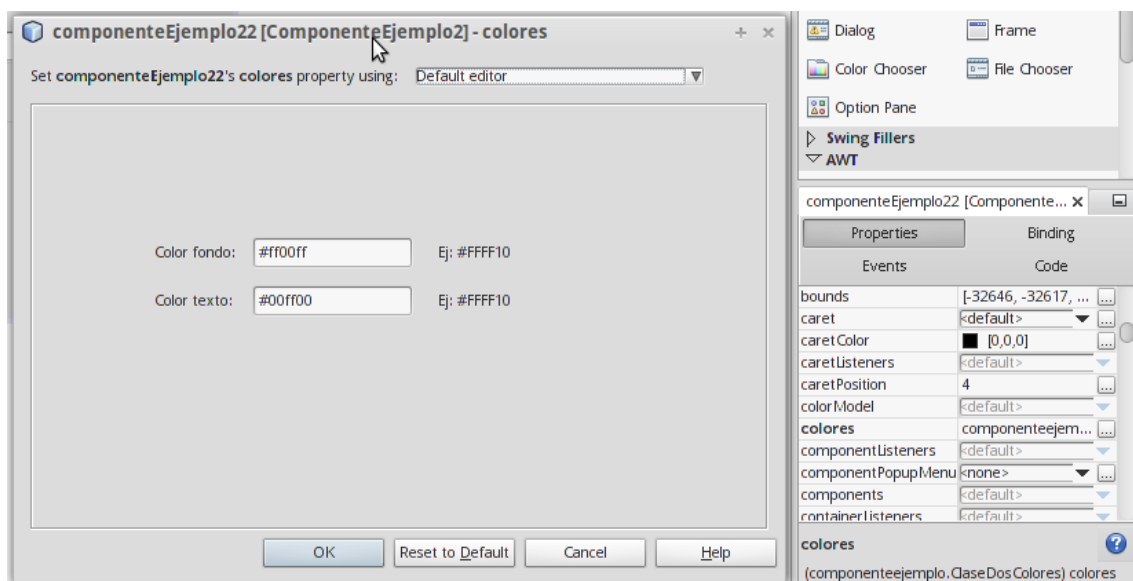 componenteEjemplo22 [ComponenteEjemplo2] - colores
Set componenteEjemplo22's colores property using: Default editor
Color fondo: #ff00ff Ej: #FFFF10
Color texto: #00ff00 Ej: #FFFF10
OK Reset to Default Cancel Help
Dialog Frame
Color Chooser File Chooser
Option Pane
Swing Fillers
AWT
componenteEjemplo22 [Componente... X
Properties Binding
Events Code
bounds [-32646, -32617, ... ...
caret <default> ...
caretColor [0,0,0] ...
caretListeners <default>
caretPosition 4 ...
colorModel <default>
colores componenteejem... ...
componentListeners <default>
componentPopupMenu <none> ...
components <default>
containerListeners <default>
colores ?
(componenteejemplo.ClaseDosColores) colores